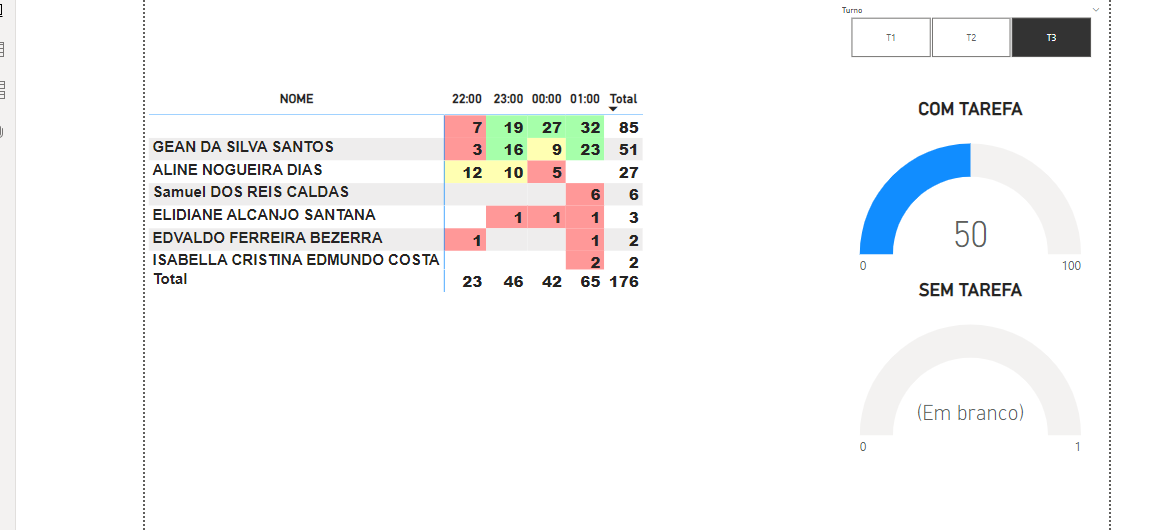 Turno
T1 T2 T3
NOME 22:00 23:00 00:00 01:00 Total
7 19 27 32 85
GEAN DA SILVA SANTOS 3 16 9 23 51
ALINE NOGUEIRA DIAS 12 10 5 27
Samuel DOS REIS CALDAS 6 6
ELIDIANE ALCANJO SANTANA 1 1 1 3
EDVALDO FERREIRA BEZERRA 1 1 2
ISABELLA CRISTINA EDMUNDO COSTA 2 2
Total 23 46 42 65 176
COM TAREFA
50
0 100
SEM TAREFA
(Em branco)
0 1